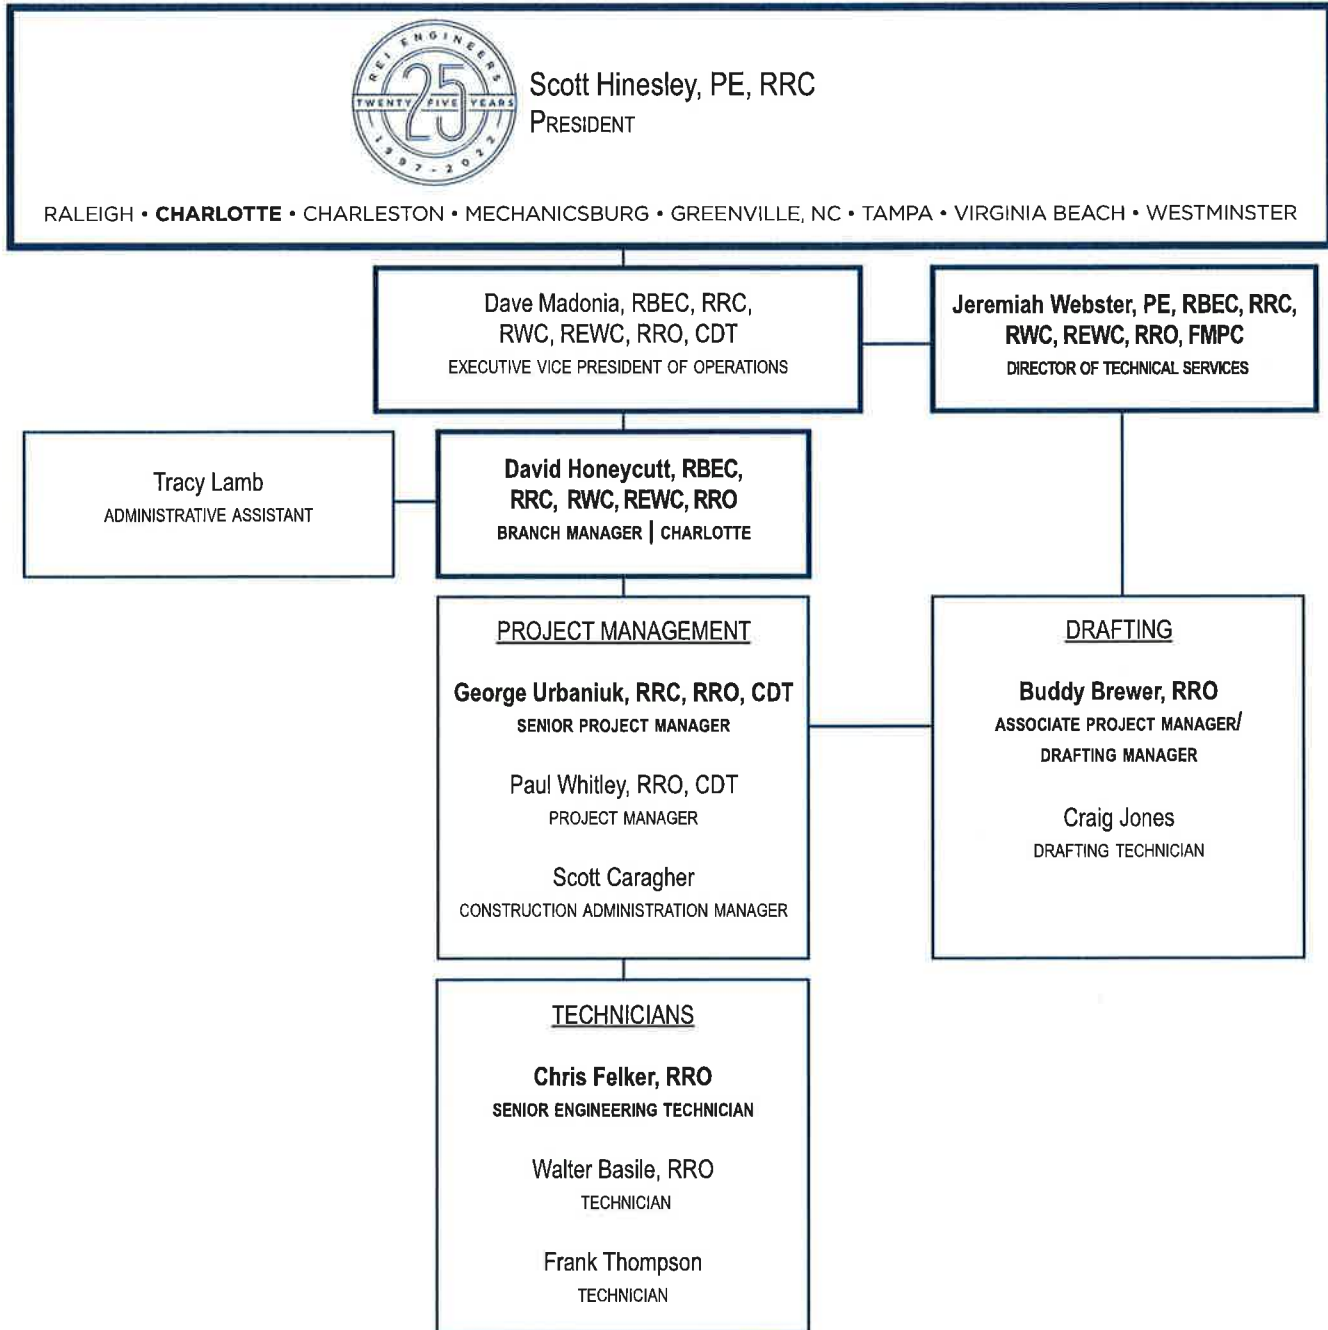 REI ENGINEERS
TWENTY FIVE YEARS
25
1997-2022
Scott Hinesley, PE, RRC
PRESIDENT
RALEIGH • CHARLOTTE • CHARLESTON • MECHANICSBURG • GREENVILLE, NC • TAMPA • VIRGINIA BEACH • WESTMINSTER
Dave Madonia, RBEC, RRC,
RWC, REWC, RRO, CDT
EXECUTIVE VICE PRESIDENT OF OPERATIONS
Jeremiah Webster, PE, RBEC, RRC,
RWC, REWC, RRO, FMPC
DIRECTOR OF TECHNICAL SERVICES
Tracy Lamb
ADMINISTRATIVE ASSISTANT
David Honeycutt, RBEC,
RRC, RWC, REWC, RRO
BRANCH MANAGER | CHARLOTTE
PROJECT MANAGEMENT
George Urbaniuk, RRC, RRO, CDT
SENIOR PROJECT MANAGER
Paul Whitley, RRO, CDT
PROJECT MANAGER
Scott Caragher
CONSTRUCTION ADMINISTRATION MANAGER
DRAFTING
Buddy Brewer, RRO
ASSOCIATE PROJECT MANAGER/
DRAFTING MANAGER
Craig Jones
DRAFTING TECHNICIAN
TECHNICIANS
Chris Felker, RRO
SENIOR ENGINEERING TECHNICIAN
Walter Basile, RRO
TECHNICIAN
Frank Thompson
TECHNICIAN